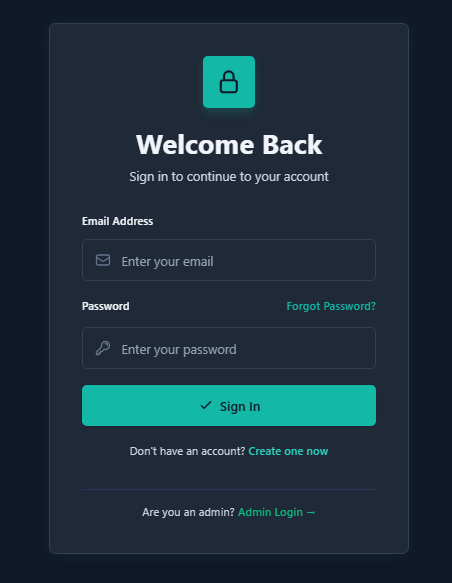 Welcome Back
Sign in to continue to your account
Email Address
Enter your email
Password Forgot Password?
Enter your password
Sign In
Don't have an account? Create one now
Are you an admin? Admin Login →